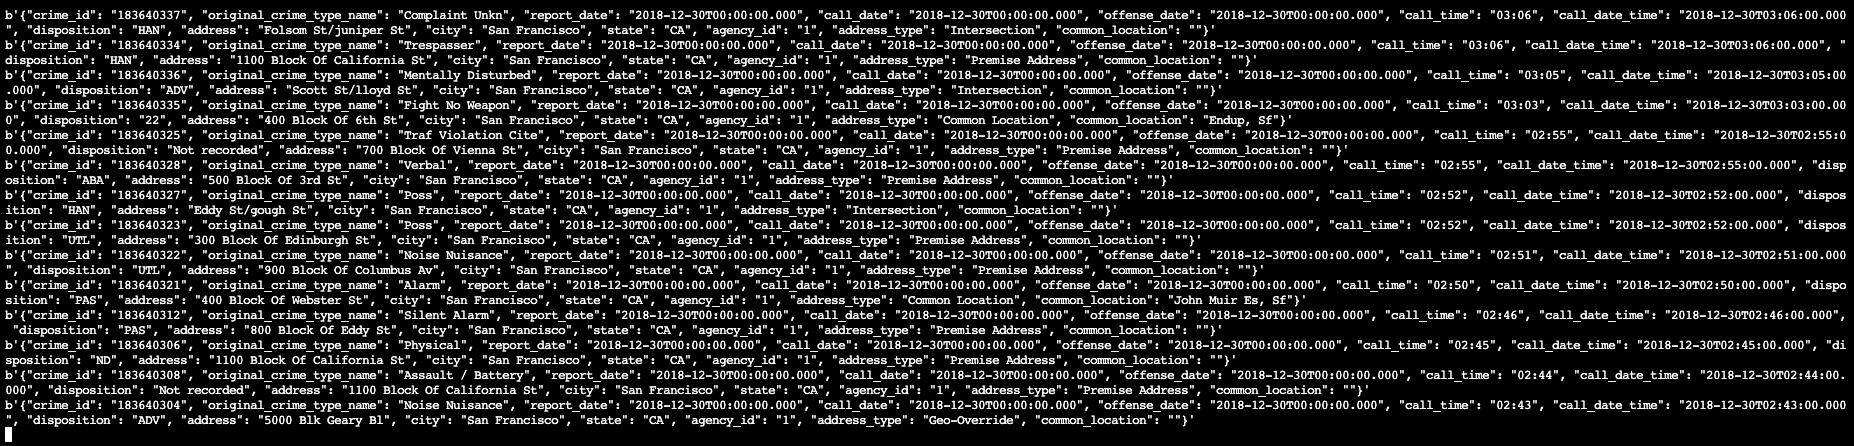 b'{"crime_id": "183640337", "original_crime_type_name": "Complaint Unkn", "report_date": "2018-12-30T00:00:00.000", "call_date": "2018-12-30T00:00:00.000", "offense_date": "2018-12-30T00:00:00.000", "call_time": "03:06", "call_date_time": "2018-12-30T03:06:00.000
", "disposition": "HAN", "address": "Folsom St/juniper St", "city": "San Francisco", "state": "CA", "agency_id": "1", "address_type": "Intersection", "common_location": ""}'
b'{"crime_id": "183640334", "original_crime_type_name": "Trespasser", "report_date": "2018-12-30T00:00:00.000", "call_date": "2018-12-30T00:00:00.000", "offense_date": "2018-12-30T00:00:00.000", "call_time": "03:06", "call_date_time": "2018-12-30T03:06:00.000", "
disposition": "HAN", "address": "1100 Block Of California St", "city": "San Francisco", "state": "CA", "agency_id": "1", "address_type": "Premise Address", "common_location": ""}'
b'{"crime_id": "183640336", "original_crime_type_name": "Mentally Disturbed", "report_date": "2018-12-30T00:00:00.000", "call_date": "2018-12-30T00:00:00.000", "offense_date": "2018-12-30T00:00:00.000", "call_time": "03:05", "call_date_time": "2018-12-30T03:05:00
.000", "disposition": "ADV", "address": "Scott St/lloyd St", "city": "San Francisco", "state": "CA", "agency_id": "1", "address_type": "Intersection", "common_location": ""}'
b'{"crime_id": "183640335", "original_crime_type_name": "Fight No Weapon", "report_date": "2018-12-30T00:00:00.000", "call_date": "2018-12-30T00:00:00.000", "offense_date": "2018-12-30T00:00:00.000", "call_time": "03:03", "call_date_time": "2018-12-30T03:03:00.00
0", "disposition": "22", "address": "400 Block Of 6th St", "city": "San Francisco", "state": "CA", "agency_id": "1", "address_type": "Common Location", "common_location": "Endup, Sf"}'
b'{"crime_id": "183640325", "original_crime_type_name": "Traf Violation Cite", "report_date": "2018-12-30T00:00:00.000", "call_date": "2018-12-30T00:00:00.000", "offense_date": "2018-12-30T00:00:00.000", "call_time": "02:55", "call_date_time": "2018-12-30T02:55:0
0.000", "disposition": "Not recorded", "address": "700 Block Of Vienna St", "city": "San Francisco", "state": "CA", "agency_id": "1", "address_type": "Premise Address", "common_location": ""}'
b'{"crime_id": "183640328", "original_crime_type_name": "Verbal", "report_date": "2018-12-30T00:00:00.000", "call_date": "2018-12-30T00:00:00.000", "offense_date": "2018-12-30T00:00:00.000", "call_time": "02:55", "call_date_time": "2018-12-30T02:55:00.000", "disp
osition": "ABA", "address": "500 Block Of 3rd St", "city": "San Francisco", "state": "CA", "agency_id": "1", "address_type": "Premise Address", "common_location": ""}'
b'{"crime_id": "183640327", "original_crime_type_name": "Poss", "report_date": "2018-12-30T00:00:00.000", "call_date": "2018-12-30T00:00:00.000", "offense_date": "2018-12-30T00:00:00.000", "call_time": "02:52", "call_date_time": "2018-12-30T02:52:00.000", "dispos
ition": "HAN", "address": "Eddy St/gough St", "city": "San Francisco", "state": "CA", "agency_id": "1", "address_type": "Intersection", "common_location": ""}'
b'{"crime_id": "183640323", "original_crime_type_name": "Poss", "report_date": "2018-12-30T00:00:00.000", "call_date": "2018-12-30T00:00:00.000", "offense_date": "2018-12-30T00:00:00.000", "call_time": "02:52", "call_date_time": "2018-12-30T02:52:00.000", "dispos
ition": "UTL", "address": "300 Block Of Edinburgh St", "city": "San Francisco", "state": "CA", "agency_id": "1", "address_type": "Premise Address", "common_location": ""}'
b'{"crime_id": "183640322", "original_crime_type_name": "Noise Nuisance", "report_date": "2018-12-30T00:00:00.000", "call_date": "2018-12-30T00:00:00.000", "offense_date": "2018-12-30T00:00:00.000", "call_time": "02:51", "call_date_time": "2018-12-30T02:51:00.000
", "disposition": "UTL", "address": "900 Block Of Columbus Av", "city": "San Francisco", "state": "CA", "agency_id": "1", "address_type": "Premise Address", "common_location": ""}'
b'{"crime_id": "183640321", "original_crime_type_name": "Alarm", "report_date": "2018-12-30T00:00:00.000", "call_date": "2018-12-30T00:00:00.000", "offense_date": "2018-12-30T00:00:00.000", "call_time": "02:50", "call_date_time": "2018-12-30T02:50:00.000", "dispo
sition": "PAS", "address": "400 Block Of Webster St", "city": "San Francisco", "state": "CA", "agency_id": "1", "address_type": "Common Location", "common_location": "John Muir Es, Sf"}'
b'{"crime_id": "183640312", "original_crime_type_name": "Silent Alarm", "report_date": "2018-12-30T00:00:00.000", "call_date": "2018-12-30T00:00:00.000", "offense_date": "2018-12-30T00:00:00.000", "call_time": "02:46", "call_date_time": "2018-12-30T02:46:00.000",
"disposition": "PAS", "address": "800 Block Of Eddy St", "city": "San Francisco", "state": "CA", "agency_id": "1", "address_type": "Premise Address", "common_location": ""}'
b'{"crime_id": "183640306", "original_crime_type_name": "Physical", "report_date": "2018-12-30T00:00:00.000", "call_date": "2018-12-30T00:00:00.000", "offense_date": "2018-12-30T00:00:00.000", "call_time": "02:45", "call_date_time": "2018-12-30T02:45:00.000", "di
sposition": "ND", "address": "1100 Block Of California St", "city": "San Francisco", "state": "CA", "agency_id": "1", "address_type": "Premise Address", "common_location": ""}'
b'{"crime_id": "183640308", "original_crime_type_name": "Assault / Battery", "report_date": "2018-12-30T00:00:00.000", "call_date": "2018-12-30T00:00:00.000", "offense_date": "2018-12-30T00:00:00.000", "call_time": "02:44", "call_date_time": "2018-12-30T02:44:00.
000", "disposition": "Not recorded", "address": "1100 Block Of California St", "city": "San Francisco", "state": "CA", "agency_id": "1", "address_type": "Premise Address", "common_location": ""}'
b'{"crime_id": "183640304", "original_crime_type_name": "Noise Nuisance", "report_date": "2018-12-30T00:00:00.000", "call_date": "2018-12-30T00:00:00.000", "offense_date": "2018-12-30T00:00:00.000", "call_time": "02:43", "call_date_time": "2018-12-30T02:43:00.000
", "disposition": "ADV", "address": "5000 Blk Geary Bl", "city": "San Francisco", "state": "CA", "agency_id": "1", "address_type": "Geo-Override", "common_location": ""}'